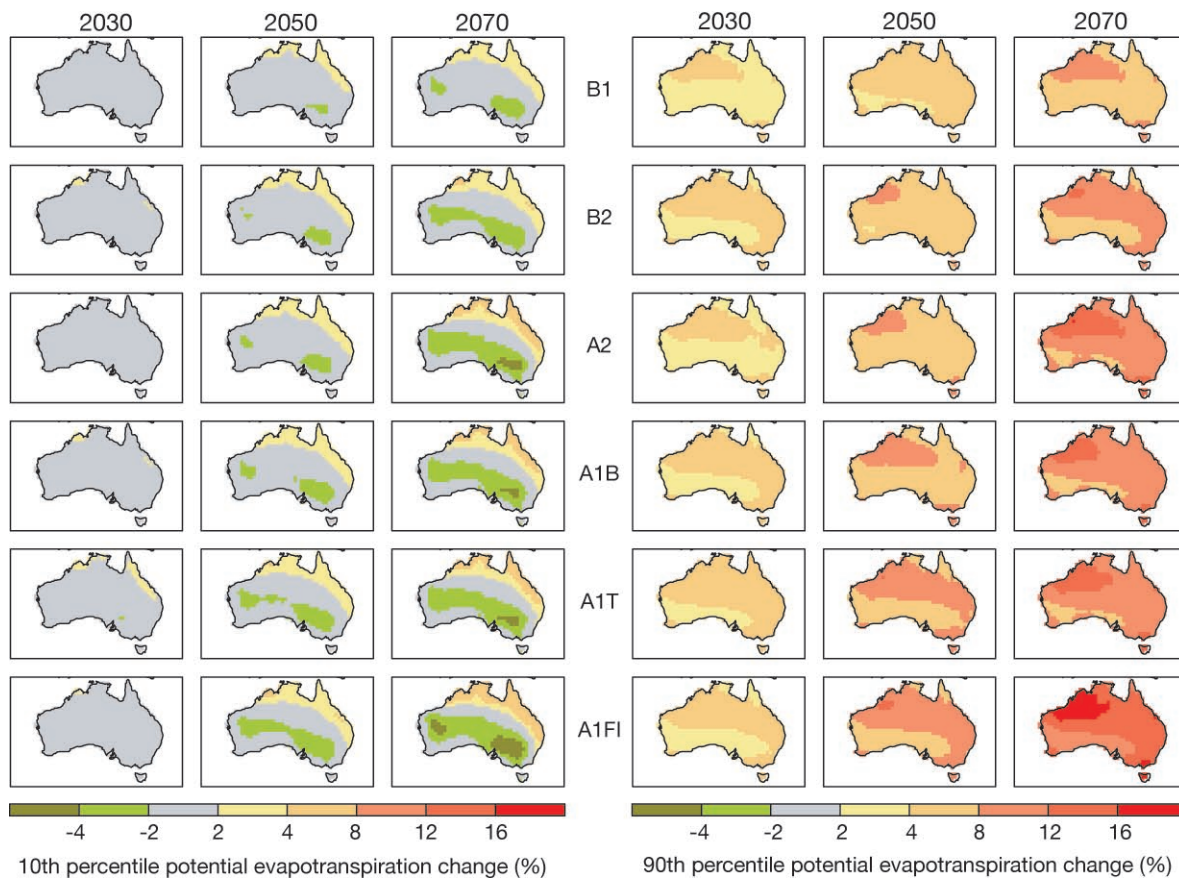 2030 2050 2070 2030 2050 2070
B1
B2
A2
A1B
A1T
A1FI
-4 -2 2 4 8 12 16 -4 -2 2 4 8 12 16
10th percentile potential evapotranspiration change (%) 90th percentile potential evapotranspiration change (%)